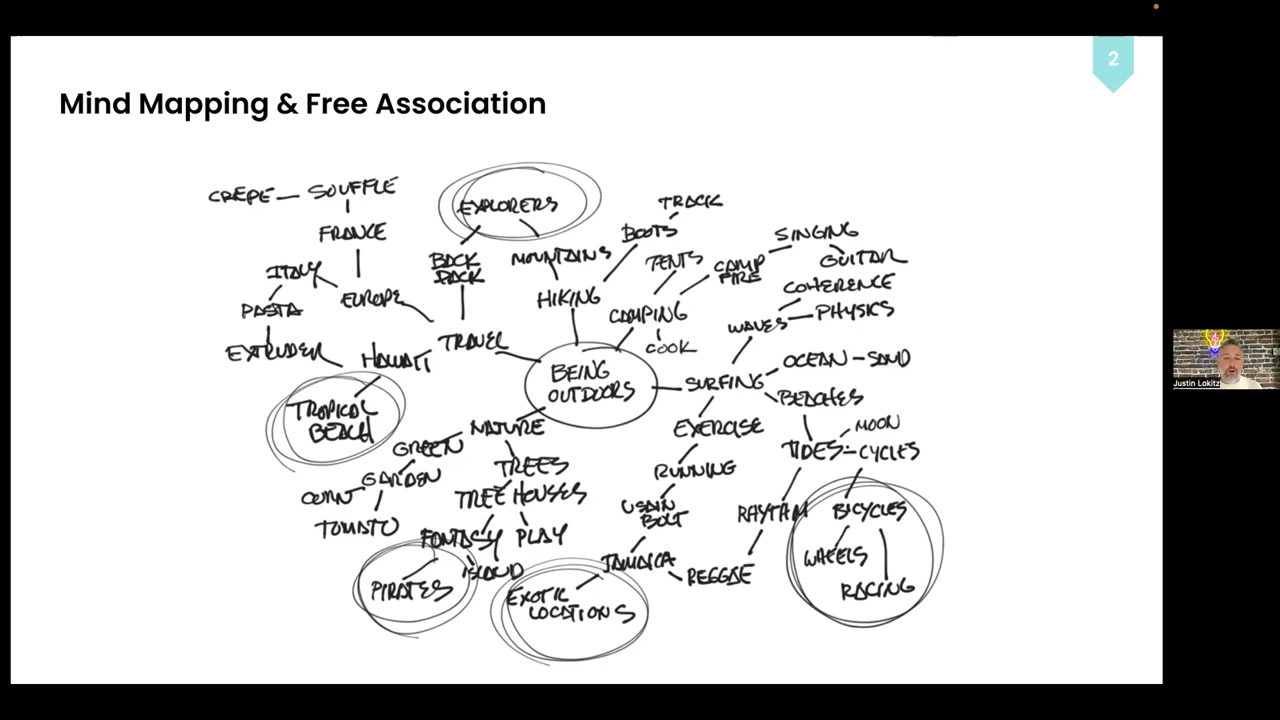 2
Mind Mapping & Free Association
CREPE
SOUFFLE
FRANCE
ITALY
PASTA
EUROPE
EXTRUDER
HAWAII
TRAVEL
TROPICAL
BEACH
EXPLORERS
BACK
PACK
MOUNTAINS
HIKING
BOOTS
TRACK
TENTS
CAMP
FIRE
SINGING
GUITAR
CAMPING
COOK
WAVES
COHERENCE
PHYSICS
BEING
OUTDOORS
SURFING
OCEAN - SAND
BEACHES
EXERCISE
TIDES
MOON
CYCLES
RUNNING
USAIN
BOLT
RHYTHM
BICYCLES
WHEELS
RACING
JAMAICA
REGGAE
EXOTIC
LOCATIONS
NATURE
GREEN
GARDEN
CORN
TOMATO
TREES
TREE HOUSES
FANTASY
PLAY
ISLAND
PIRATES
Justin Lokitz